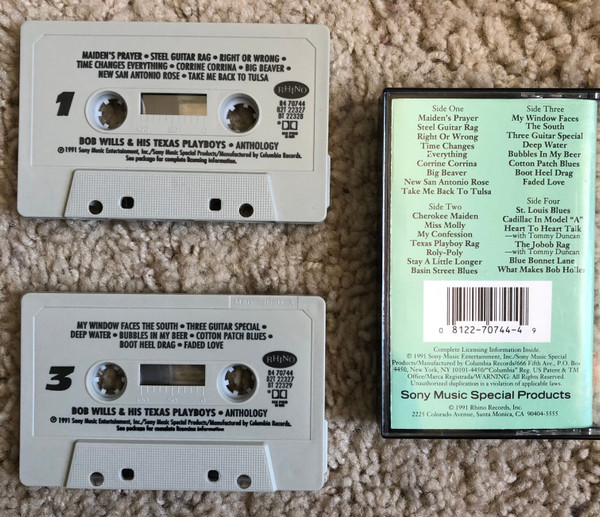 MAIDEN'S PRAYER • STEEL GUITAR RAG • RIGHT OR WRONG •
TIME CHANGES EVERYTHING • CORRINE CORRINA • BIG BEAVER •
NEW SAN ANTONIO ROSE • TAKE ME BACK TO TULSA
RHINO
R4 70744
B2T 22327
BT 22328
1
BOB WILLS & HIS TEXAS PLAYBOYS • ANTHOLOGY
℗ 1991 Sony Music Entertainment, Inc./Sony Music Special Products/Manufactured by Columbia Records.
See package for complete licensing information.
MY WINDOW FACES THE SOUTH • THREE GUITAR SPECIAL •
DEEP WATER • BUBBLES IN MY BEER • COTTON PATCH BLUES •
BOOT HEEL DRAG • FADED LOVE
RHINO
R4 70744
B2T 22327
BT 22329
3
BOB WILLS & HIS TEXAS PLAYBOYS • ANTHOLOGY
℗ 1991 Sony Music Entertainment, Inc./Sony Music Special Products/Manufactured by Columbia Records.
See package for complete licensing information
Side One
Maiden's Prayer
Steel Guitar Rag
Right Or Wrong
Time Changes
Everything
Corrine Corrina
Big Beaver
New San Antonio Rose
Take Me Back To Tulsa
Side Two
Cherokee Maiden
Miss Molly
My Confession
Texas Playboy Rag
Roly-Poly
Stay A Little Longer
Basin Street Blues
Side Three
My Window Faces
The South
Three Guitar Special
Deep Water
Bubbles In My Beer
Cotton Patch Blues
Boot Heel Drag
Faded Love
Side Four
St. Louis Blues
Cadillac In Model "A"
Heart To Heart Talk
—with Tommy Duncan
The Jobob Rag
—with Tommy Duncan
Blue Bonnet Lane
What Makes Bob Holler
0 8122-70744-4 9
Complete Licensing Information Inside.
℗ 1991 Sony Music Entertainment, Inc./Sony Music Special
Products/Manufactured by Columbia Records/666 Fifth Ave., P.O. Box
4450, New York, NY 10101-4450/"Columbia" Reg. US Patent & TM
Office/Marca Registrada/WARNING: All Rights Reserved.
Unauthorized duplication is a violation of applicable laws.
Sony Music Special Products
© 1991 Rhino Records, Inc.
2225 Colorado Avenue, Santa Monica, CA 90404-3555